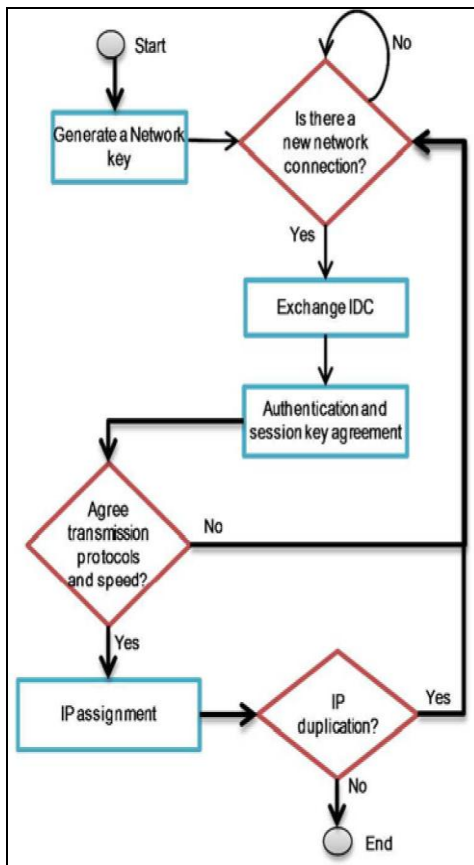 Start
No
Is there a
new network
connection?
Generate a Network
key
Yes
Exchange IDC
Authentication and
session key agreement
Agree
transmission
protocols
and speed?
No
Yes
IP assignment
IP
duplication?
Yes
No
End